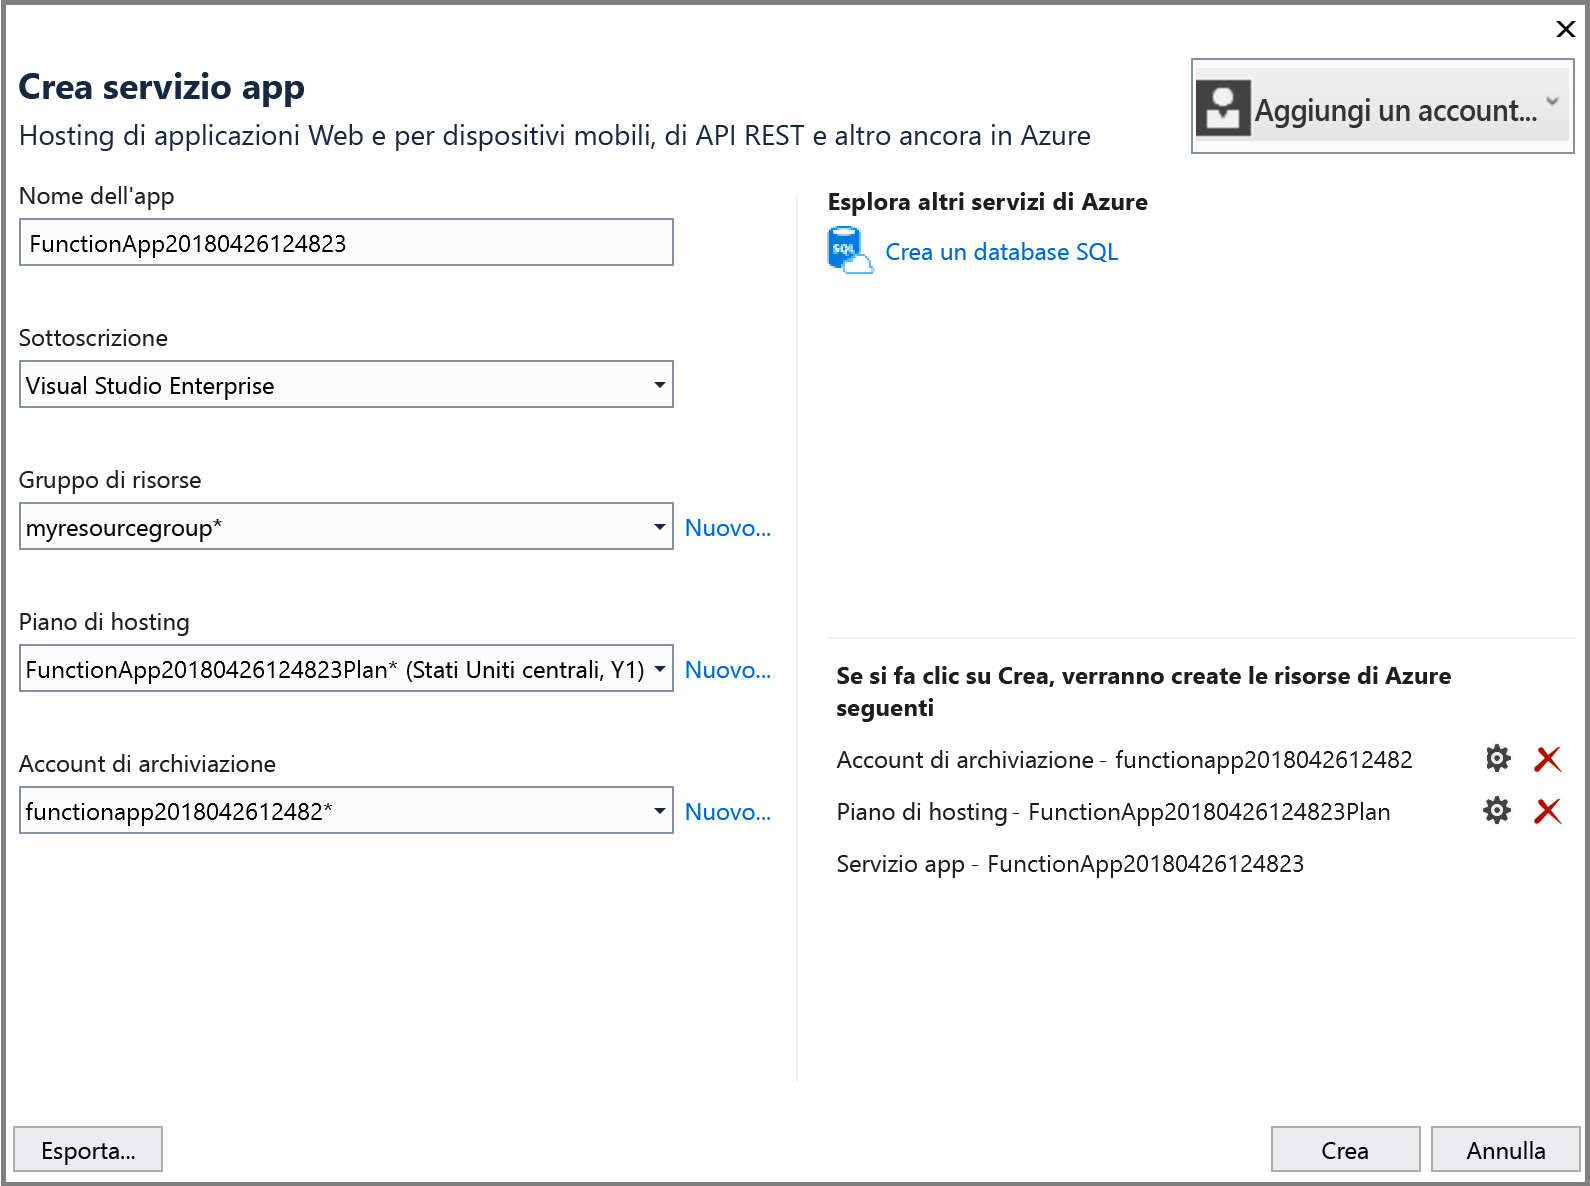 Crea servizio app
Hosting di applicazioni Web e per dispositivi mobili, di API REST e altro ancora in Azure
Aggiungi un account...
Nome dell'app
FunctionApp20180426124823
Sottoscrizione
Visual Studio Enterprise
Gruppo di risorse
myresourcegroup*
Nuovo...
Piano di hosting
FunctionApp20180426124823Plan* (Stati Uniti centrali, Y1)
Nuovo...
Account di archiviazione
functionapp2018042612482*
Nuovo...
Esplora altri servizi di Azure
SQL
Crea un database SQL
Se si fa clic su Crea, verranno create le risorse di Azure
seguenti
Account di archiviazione - functionapp2018042612482
Piano di hosting - FunctionApp20180426124823Plan
Servizio app - FunctionApp20180426124823
Esporta...
Crea
Annulla